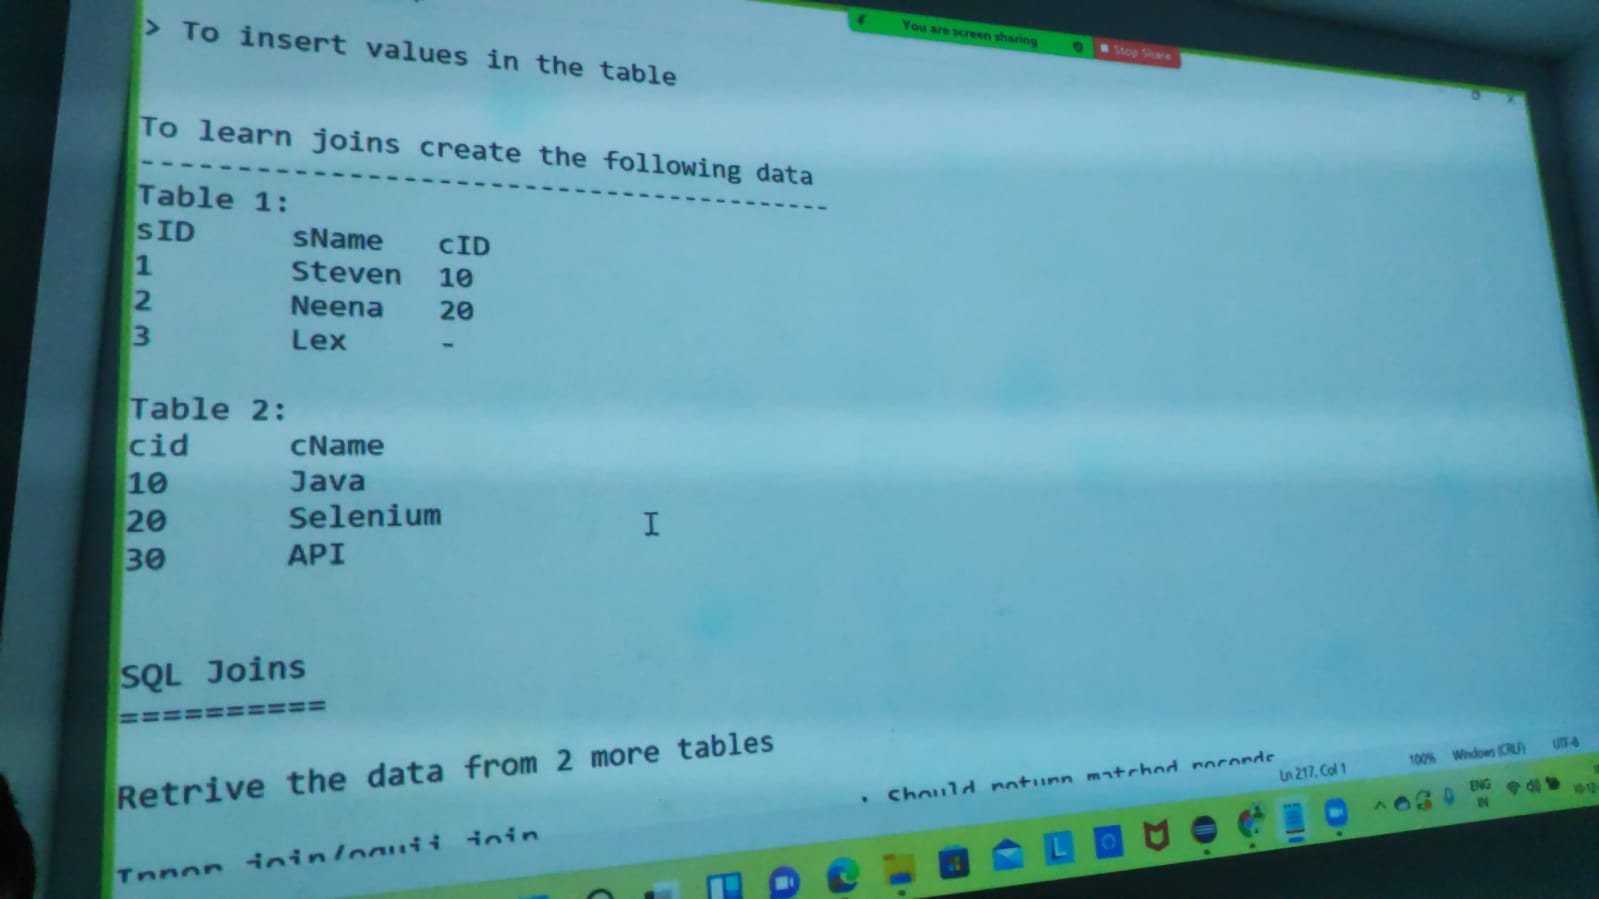 You are screen sharing Stop Share
> To insert values in the table
To learn joins create the following data
-------------------------------------------
Table 1:
sID sName cID
1 Steven 10
2 Neena 20
3 Lex -
Table 2:
cid cName
10 Java
20 Selenium
30 API
SQL Joins
==========
Retrive the data from 2 more tables
Inner join/equii join : Should return matched records
Ln 217, Col 1 100% Windows (CRLF) UTF-8
ENG
IN